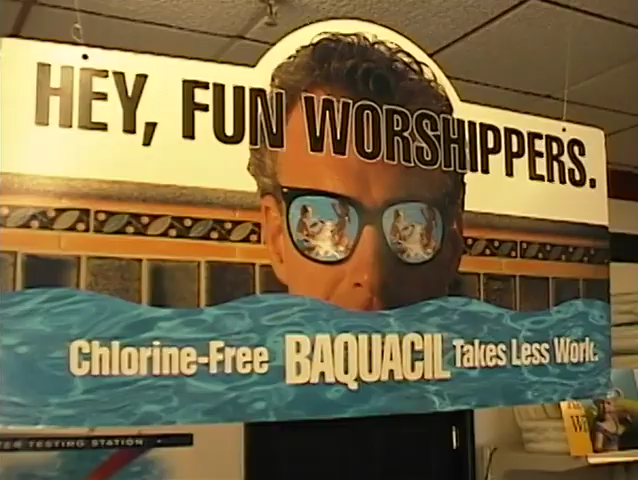 HEY, FUN WORSHIPPERS.
Chlorine-Free BAQUACIL Takes Less Work.
TESTING STATION